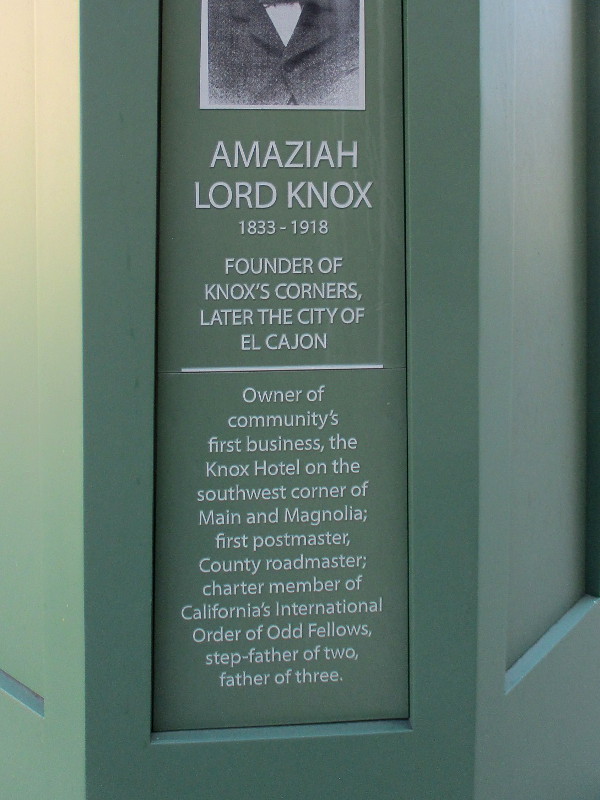 AMAZIAH
LORD KNOX
1833 - 1918
FOUNDER OF
KNOX'S CORNERS,
LATER THE CITY OF
EL CAJON
Owner of
community's
first business, the
Knox Hotel on the
southwest corner of
Main and Magnolia;
first postmaster,
County roadmaster;
charter member of
California's International
Order of Odd Fellows,
step-father of two,
father of three.